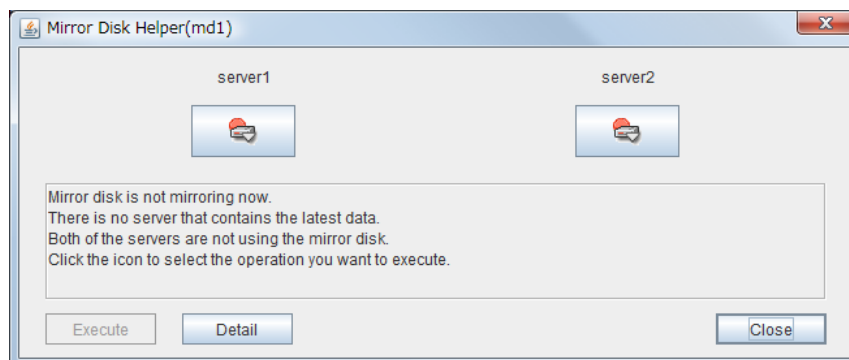 Mirror Disk Helper(md1)
server1 server2
Mirror disk is not mirroring now.
There is no server that contains the latest data.
Both of the servers are not using the mirror disk.
Click the icon to select the operation you want to execute.
Execute Detail Close